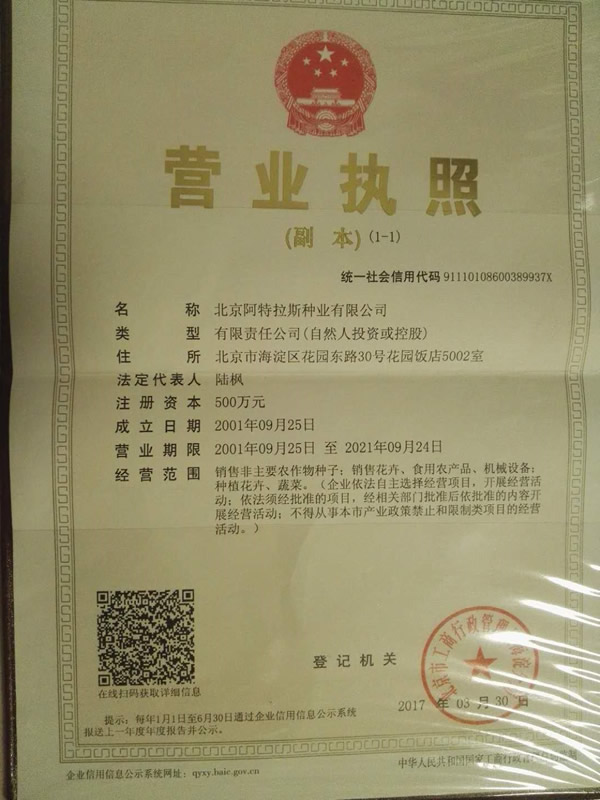 营业执照
(副 本) (1-1)
统一社会信用代码 91110108600389937X
名 称 北京阿特拉斯种业有限公司
类 型 有限责任公司(自然人投资或控股)
住 所 北京市海淀区花园东路30号花园饭店5002室
法定代表人 陆枫
注册资本 500万元
成立日期 2001年09月25日
营业期限 2001年09月25日 至 2021年09月24日
经营范围 销售非主要农作物种子；销售花卉、食用农产品、机械设备；
种植花卉、蔬菜。（企业依法自主选择经营项目，开展经营活
动；依法须经批准的项目，经相关部门批准后依批准的内容开
展经营活动；不得从事本市产业政策禁止和限制类项目的经营
活动。）
在线扫码获取详细信息
登记机关
北京市工商行政管理局海淀分局
2017 年 03 月 30 日
提示：每年1月1日至6月30日通过企业信用信息公示系统
报送上一年度年度报告并公示。
企业信用信息公示系统网址：qyxy.baic.gov.cn
中华人民共和国国家工商行政管理总局监制